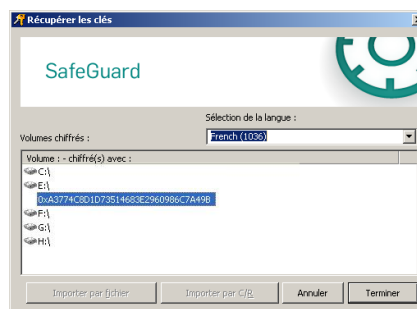 Récupérer les clés
SafeGuard
Sélection de la langue :
Volumes chiffrés :
French (1036)
Volume : - chiffré(s) avec :
C:\
E:\
0xA3774C8D1D73514683E2960986C7A49B
F:\
G:\
H:\
Importer par fichier
Importer par C/R
Annuler
Terminer